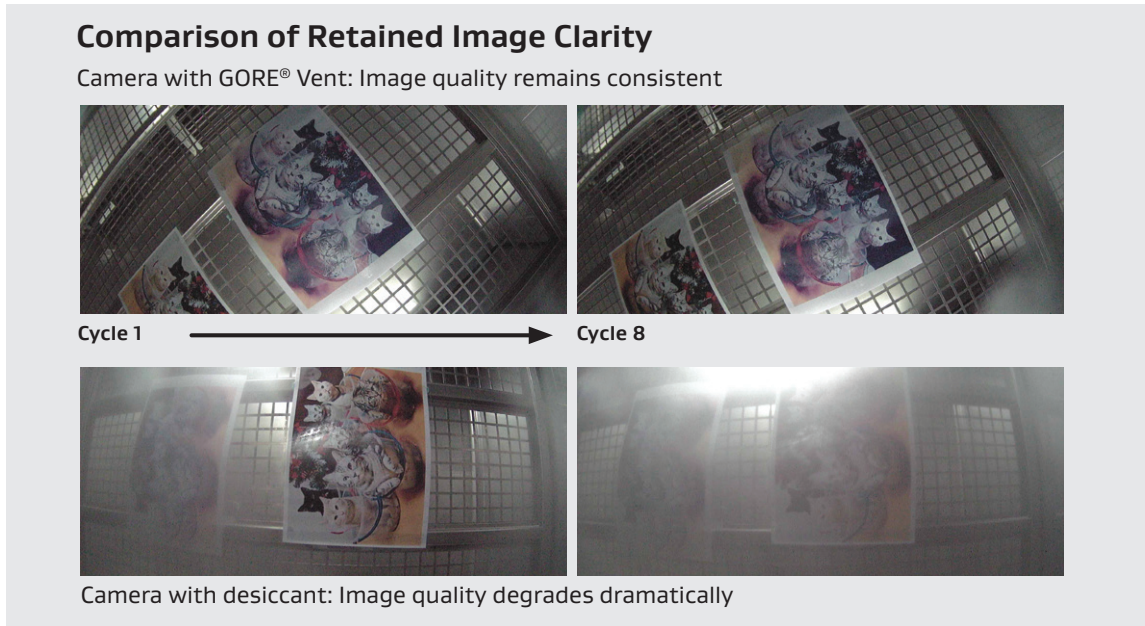 Comparison of Retained Image Clarity
Camera with GORE® Vent: Image quality remains consistent
Cycle 1
Cycle 8
Camera with desiccant: Image quality degrades dramatically